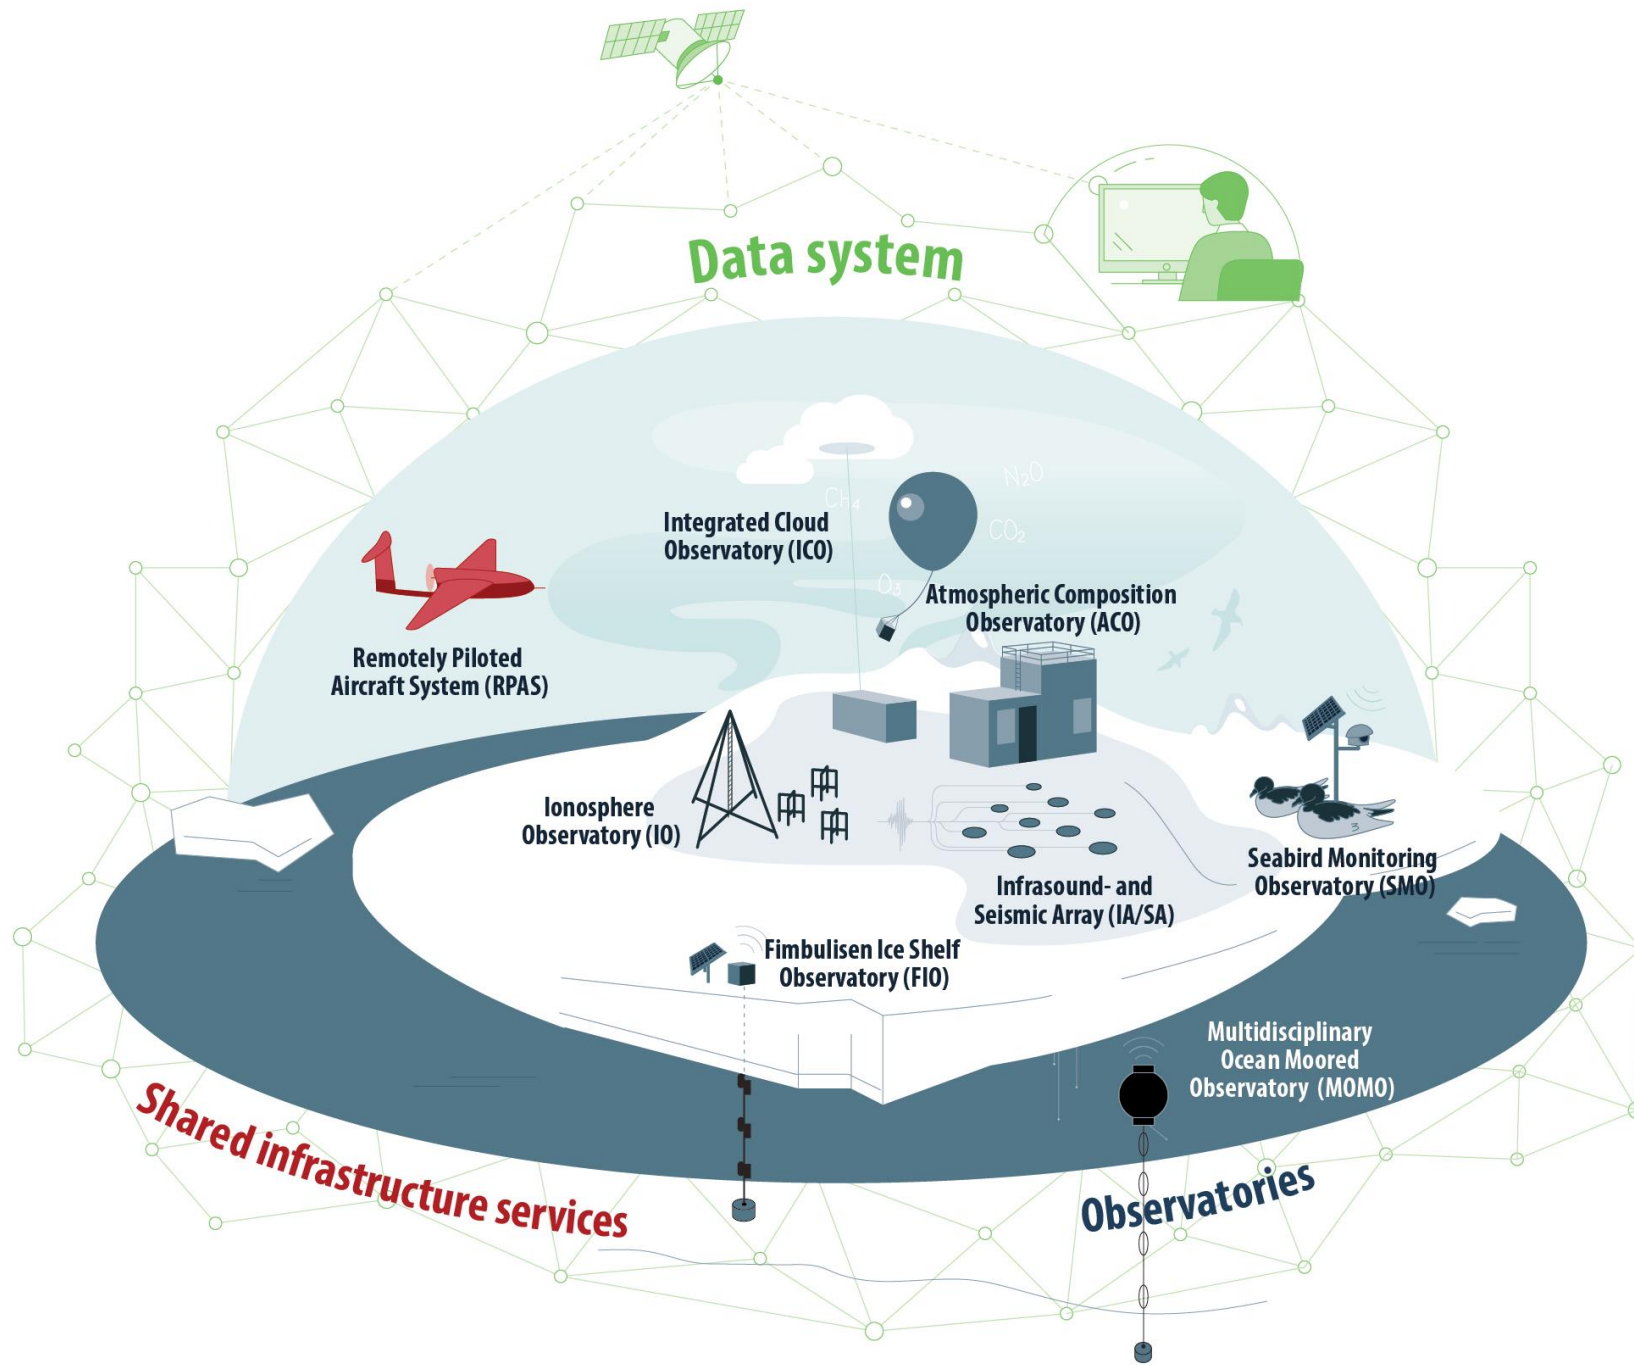 Data system
N₂O
CH₄
Integrated Cloud
Observatory (ICO)
CO₂
O₃
Atmospheric Composition
Observatory (ACO)
Remotely Piloted
Aircraft System (RPAS)
Ionosphere
Observatory (IO)
3
Seabird Monitoring
Observatory (SMO)
Infrasound- and
Seismic Array (IA/SA)
Fimbulisen Ice Shelf
Observatory (FIO)
Multidisciplinary
Ocean Moored
Observatory (MOMO)
Shared infrastructure services
Observatories